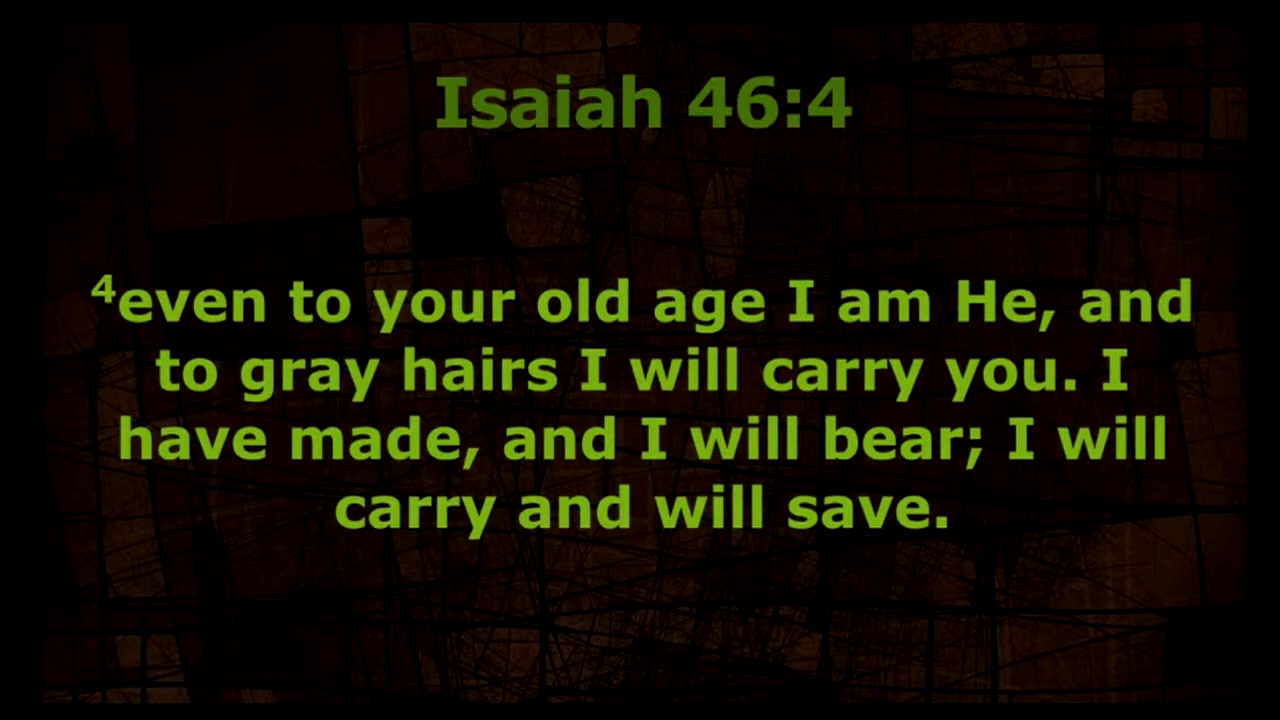 Isaiah 46:4
⁴even to your old age I am He, and
to gray hairs I will carry you. I
have made, and I will bear; I will
carry and will save.